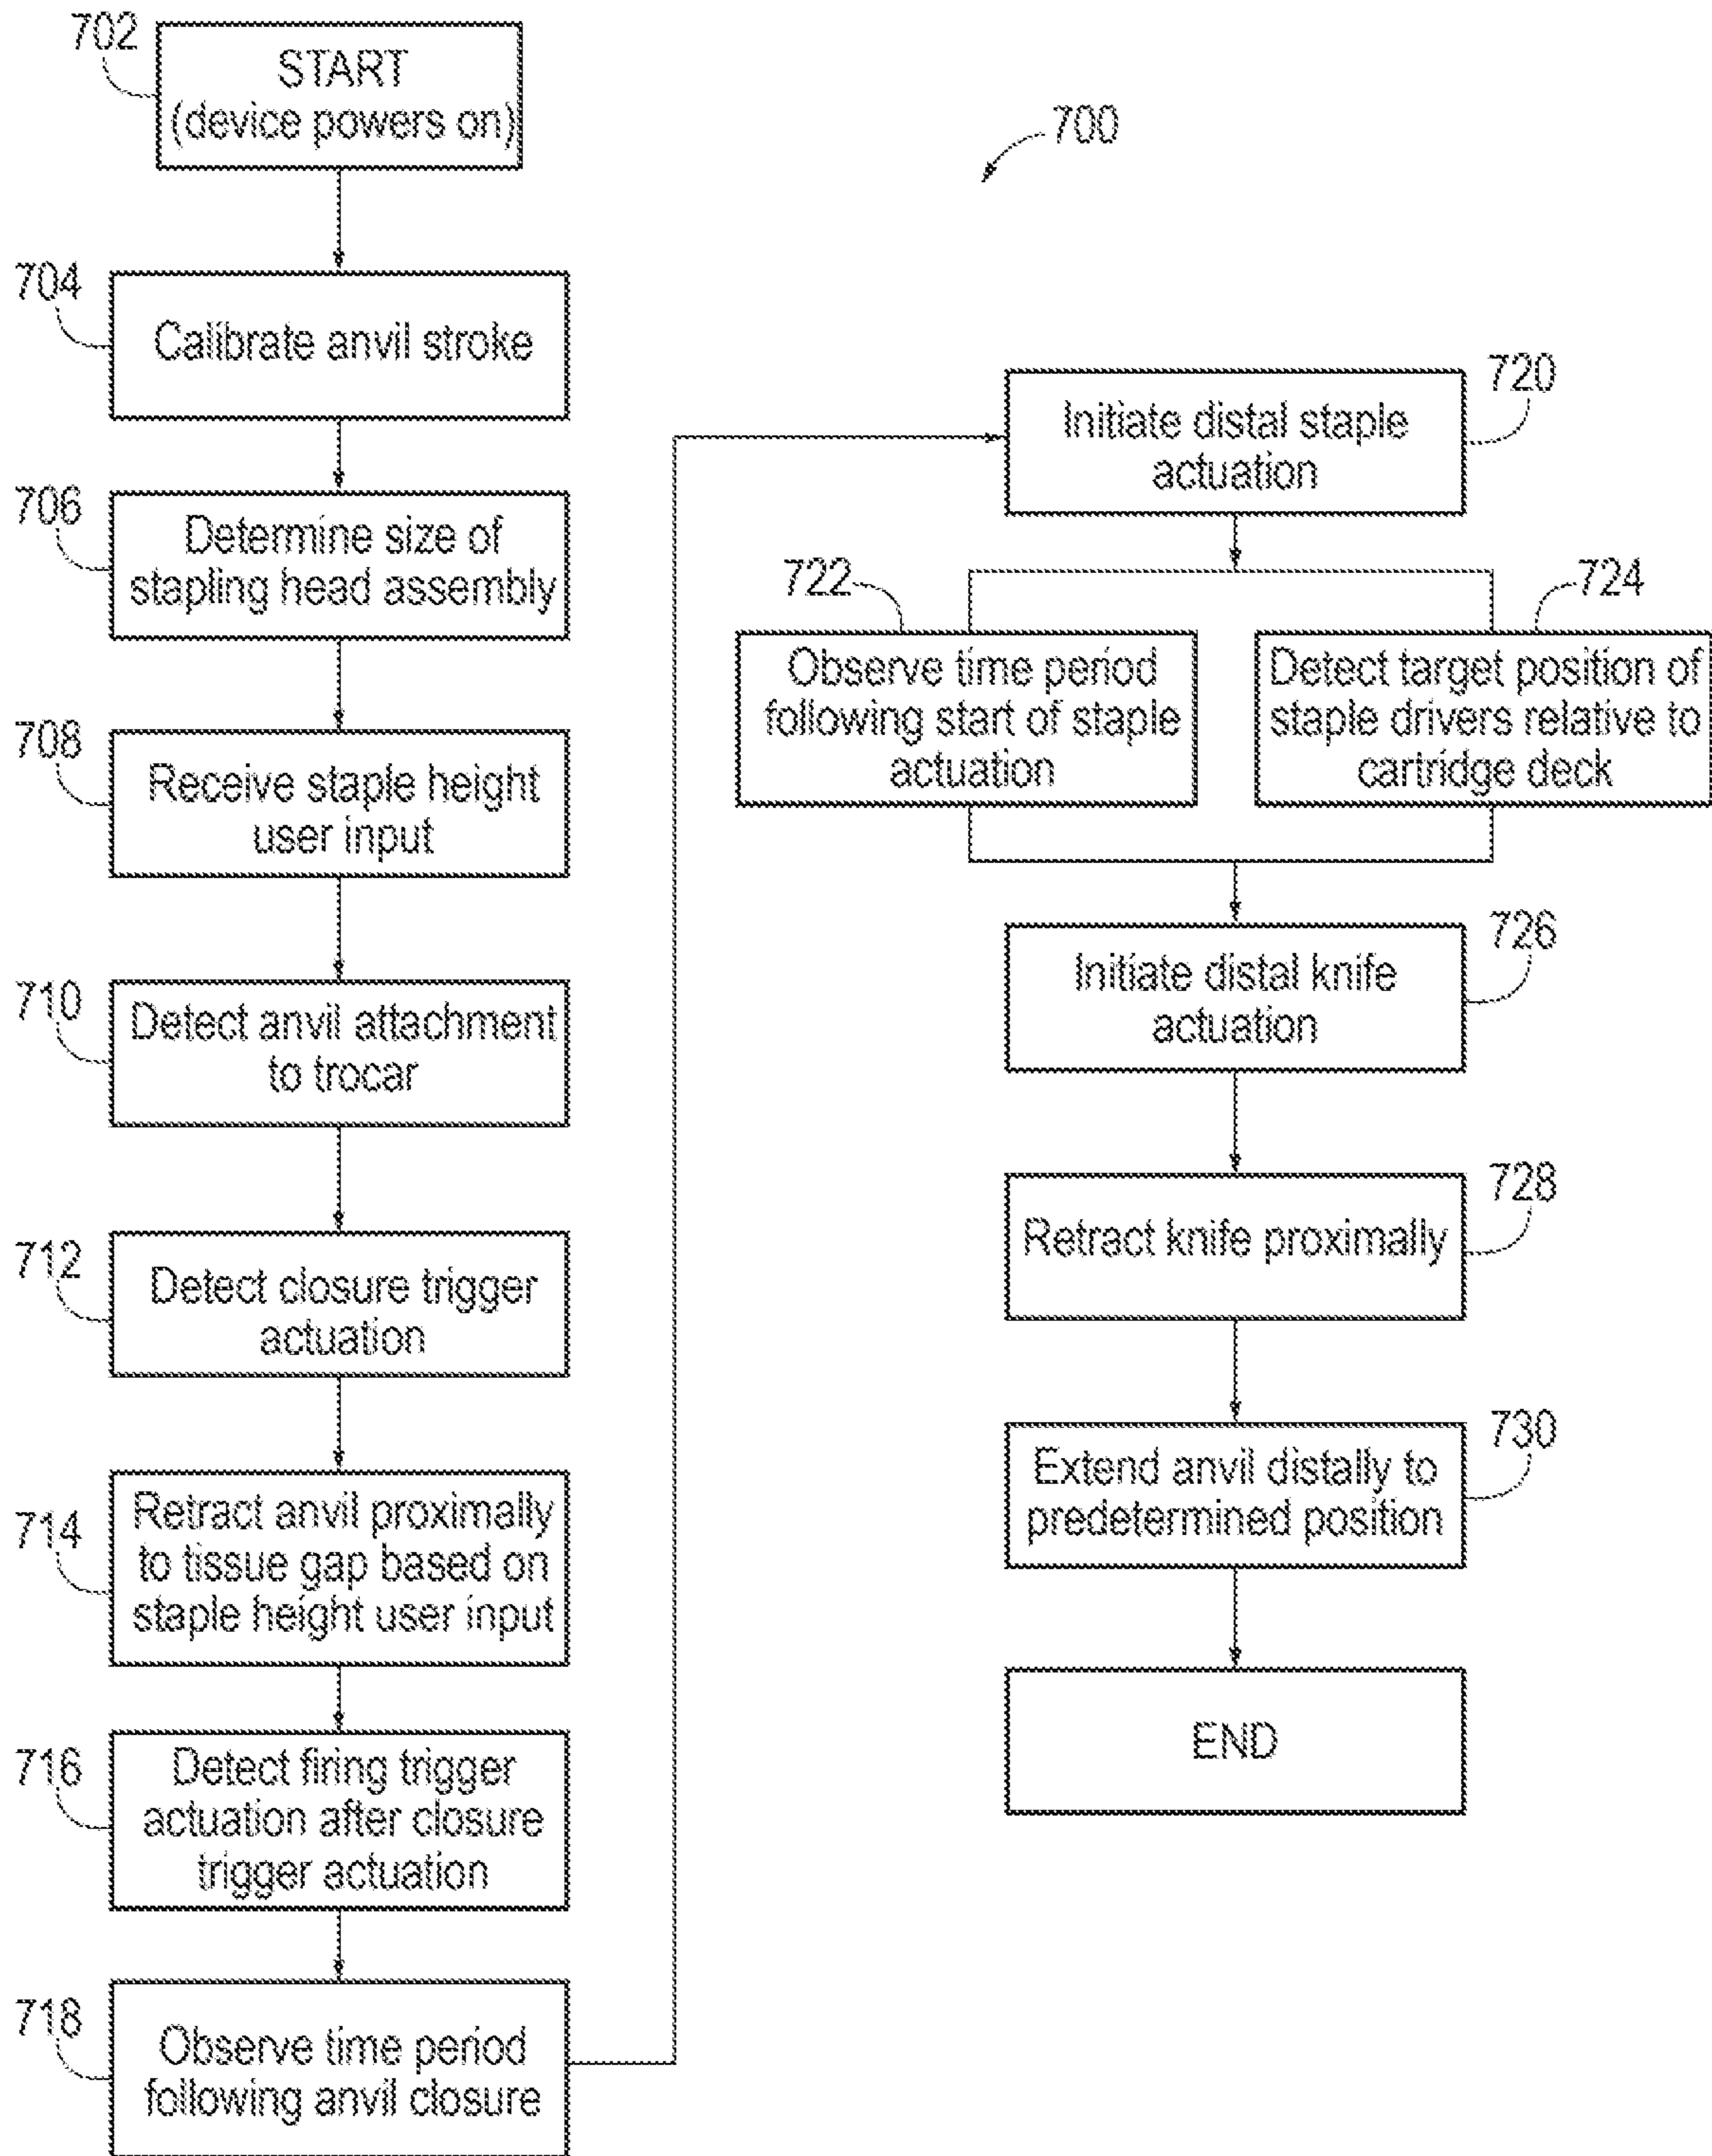 702
START
(device powers on)
700
704
Calibrate anvil stroke
706
Determine size of
stapling head assembly
708
Receive staple height
user input
710
Detect anvil attachment
to trocar
712
Detect closure trigger
actuation
714
Retract anvil proximally
to tissue gap based on
staple height user input
716
Detect firing trigger
actuation after closure
trigger actuation
718
Observe time period
following anvil closure
720
Initiate distal staple
actuation
722
Observe time period
following start of staple
actuation
724
Detect target position of
staple drivers relative to
cartridge deck
726
Initiate distal knife
actuation
728
Retract knife proximally
730
Extend anvil distally to
predetermined position
END